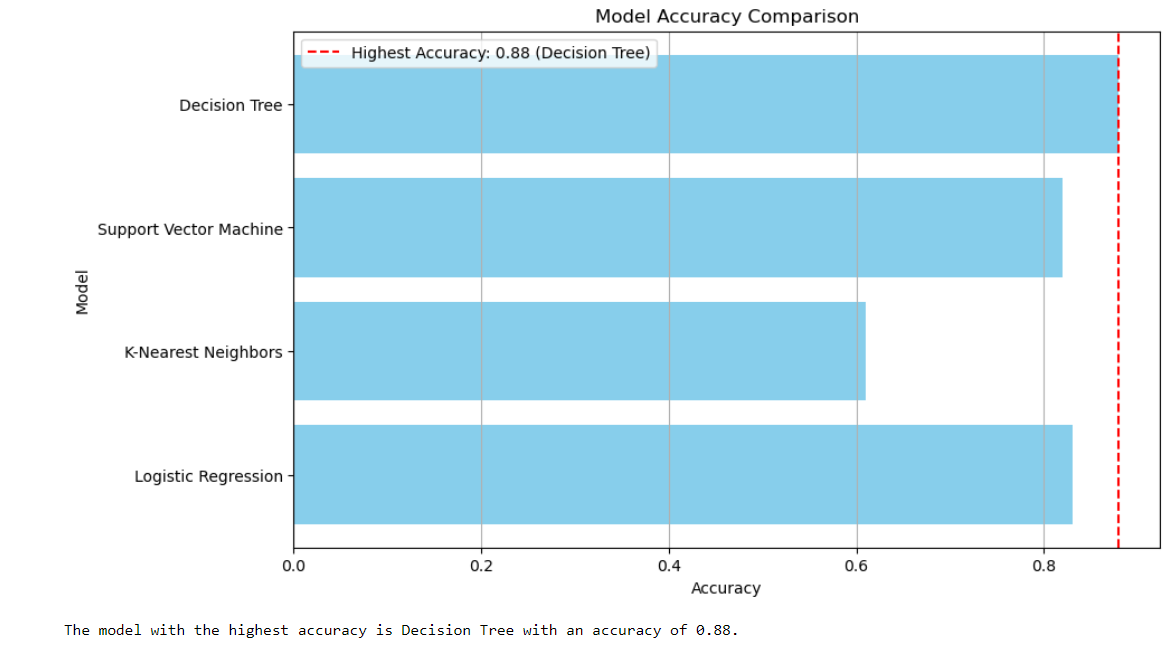 Model Accuracy Comparison
Highest Accuracy: 0.88 (Decision Tree)
Decision Tree
Support Vector Machine
K-Nearest Neighbors
Logistic Regression
Model
0.0 0.2 0.4 0.6 0.8
Accuracy
The model with the highest accuracy is Decision Tree with an accuracy of 0.88.